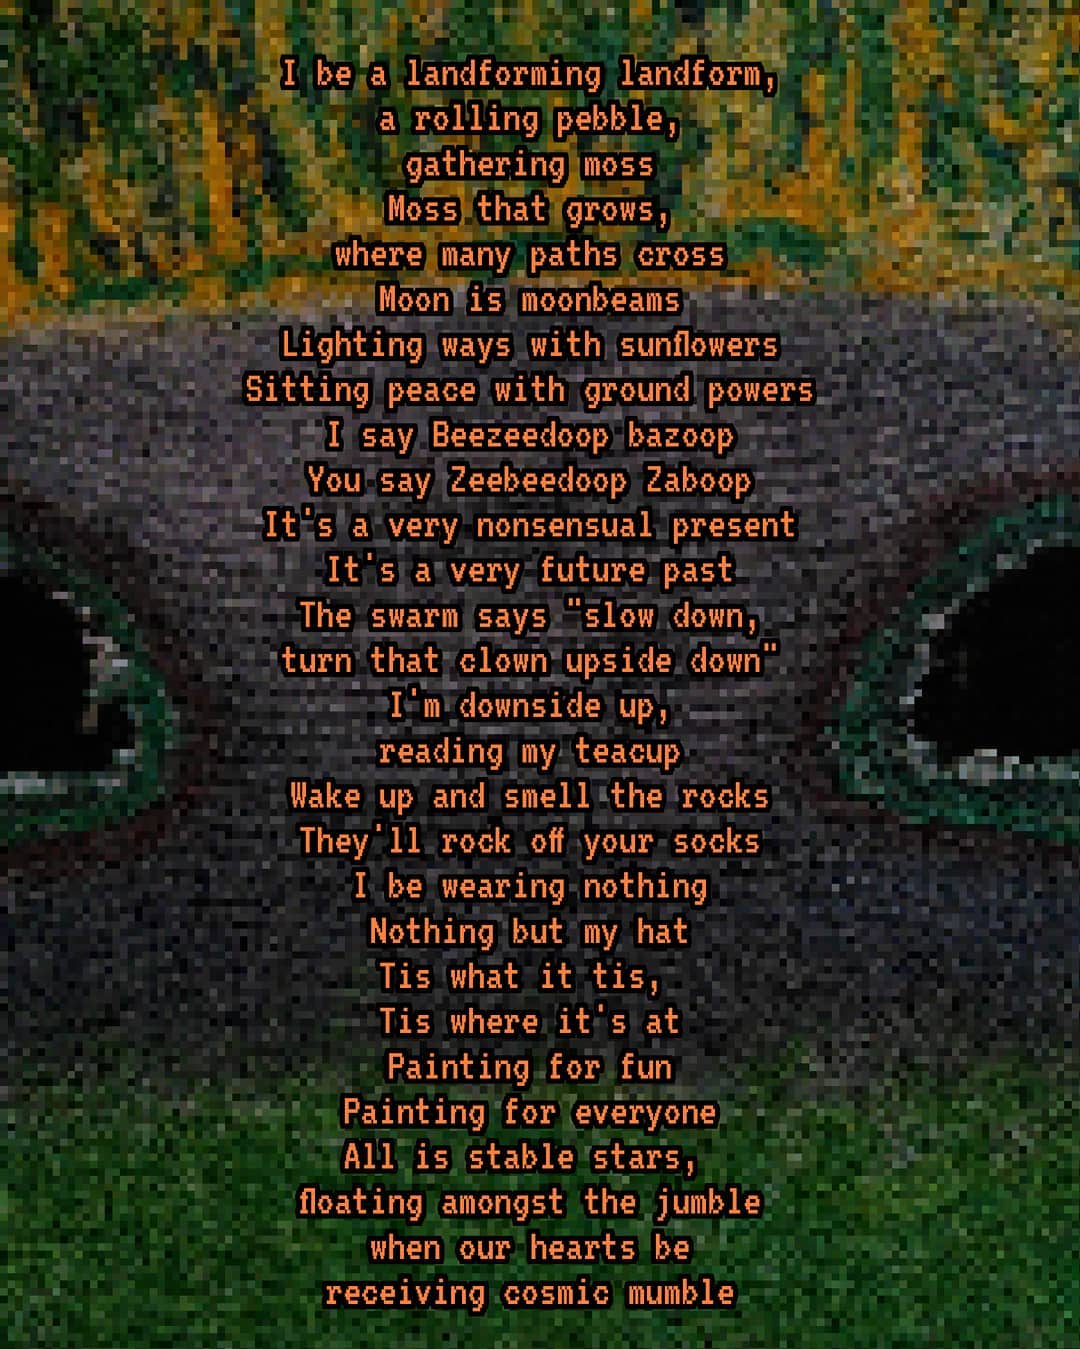 I be a landforming landform,
a rolling pebble,
gathering moss
Moss that grows,
where many paths cross
Moon is moonbeams
Lighting ways with sunflowers
Sitting peace with ground powers
I say Beezeedoop bazoop
You say Zeebeedoop Zaboop
It's a very nonsensual present
It's a very future past
The swarm says "slow down,
turn that clown upside down"
I'm downside up,
reading my teacup
Wake up and smell the rocks
They'll rock off your socks
I be wearing nothing
Nothing but my hat
Tis what it tis,
Tis where it's at
Painting for fun
Painting for everyone
All is stable stars,
floating amongst the jumble
when our hearts be
receiving cosmic mumble